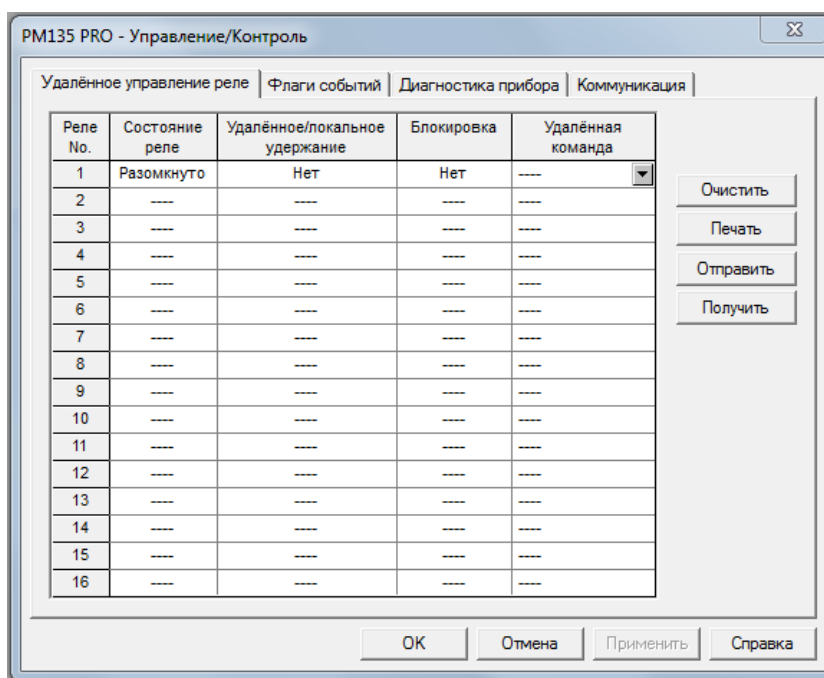 PM135 PRO - Управление/Контроль
Удалённое управление реле Флаги событий Диагностика прибора Коммуникация
Реле No. Состояние реле Удалённое/локальное удержание Блокировка Удалённая команда
1 Разомкнуто Нет Нет ----
2 ---- ---- ---- ----
3 ---- ---- ---- ----
4 ---- ---- ---- ----
5 ---- ---- ---- ----
6 ---- ---- ---- ----
7 ---- ---- ---- ----
8 ---- ---- ---- ----
9 ---- ---- ---- ----
10 ---- ---- ---- ----
11 ---- ---- ---- ----
12 ---- ---- ---- ----
13 ---- ---- ---- ----
14 ---- ---- ---- ----
15 ---- ---- ---- ----
16 ---- ---- ---- ----
Очистить
Печать
Отправить
Получить
OK Отмена Применить Справка